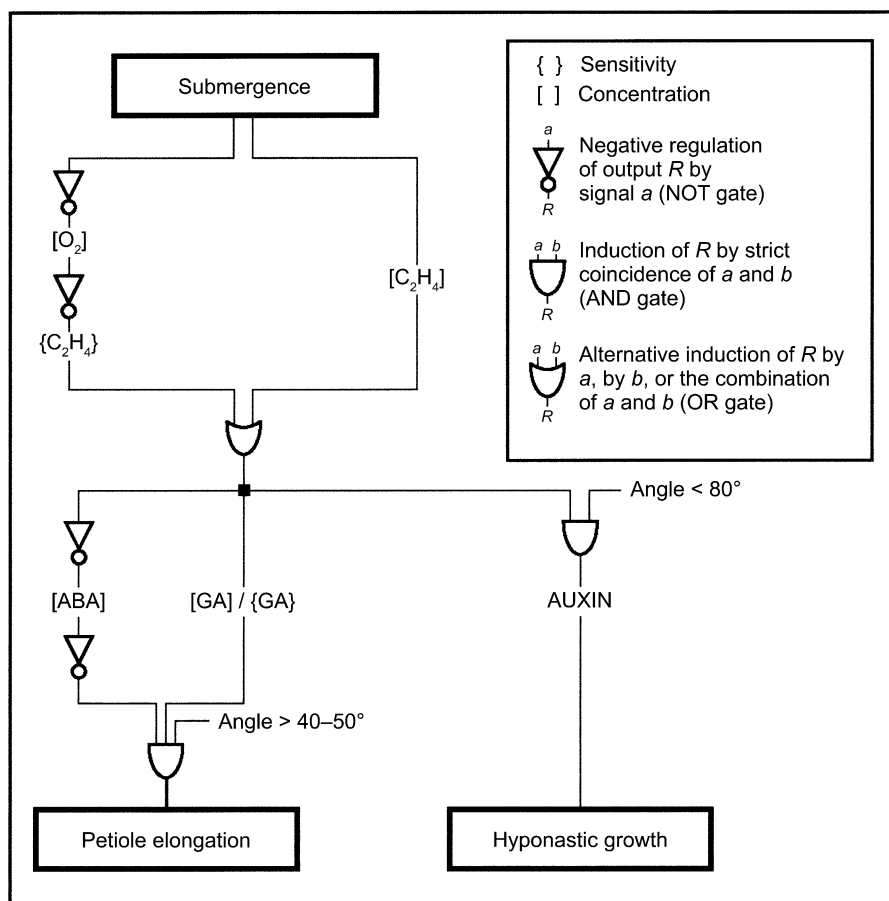 Submergence
{ } Sensitivity
[ ] Concentration
a
Negative regulation
of output R by
signal a (NOT gate)
R
a b
Induction of R by strict
coincidence of a and b
(AND gate)
R
a b
Alternative induction of R by
a, by b, or the combination
of a and b (OR gate)
R
[O₂]
[C₂H₄]
{C₂H₄}
Angle < 80°
[ABA]
[GA] / {GA}
AUXIN
Angle > 40–50°
Petiole elongation
Hyponastic growth